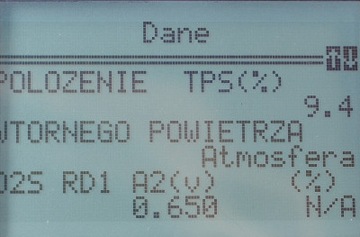 Dane
POLOZENIE TPS(%)
9.4
WTORNEGO POWIETRZA
Atmosfera
O2S RD1 A2(v) (%)
0.650 N/A